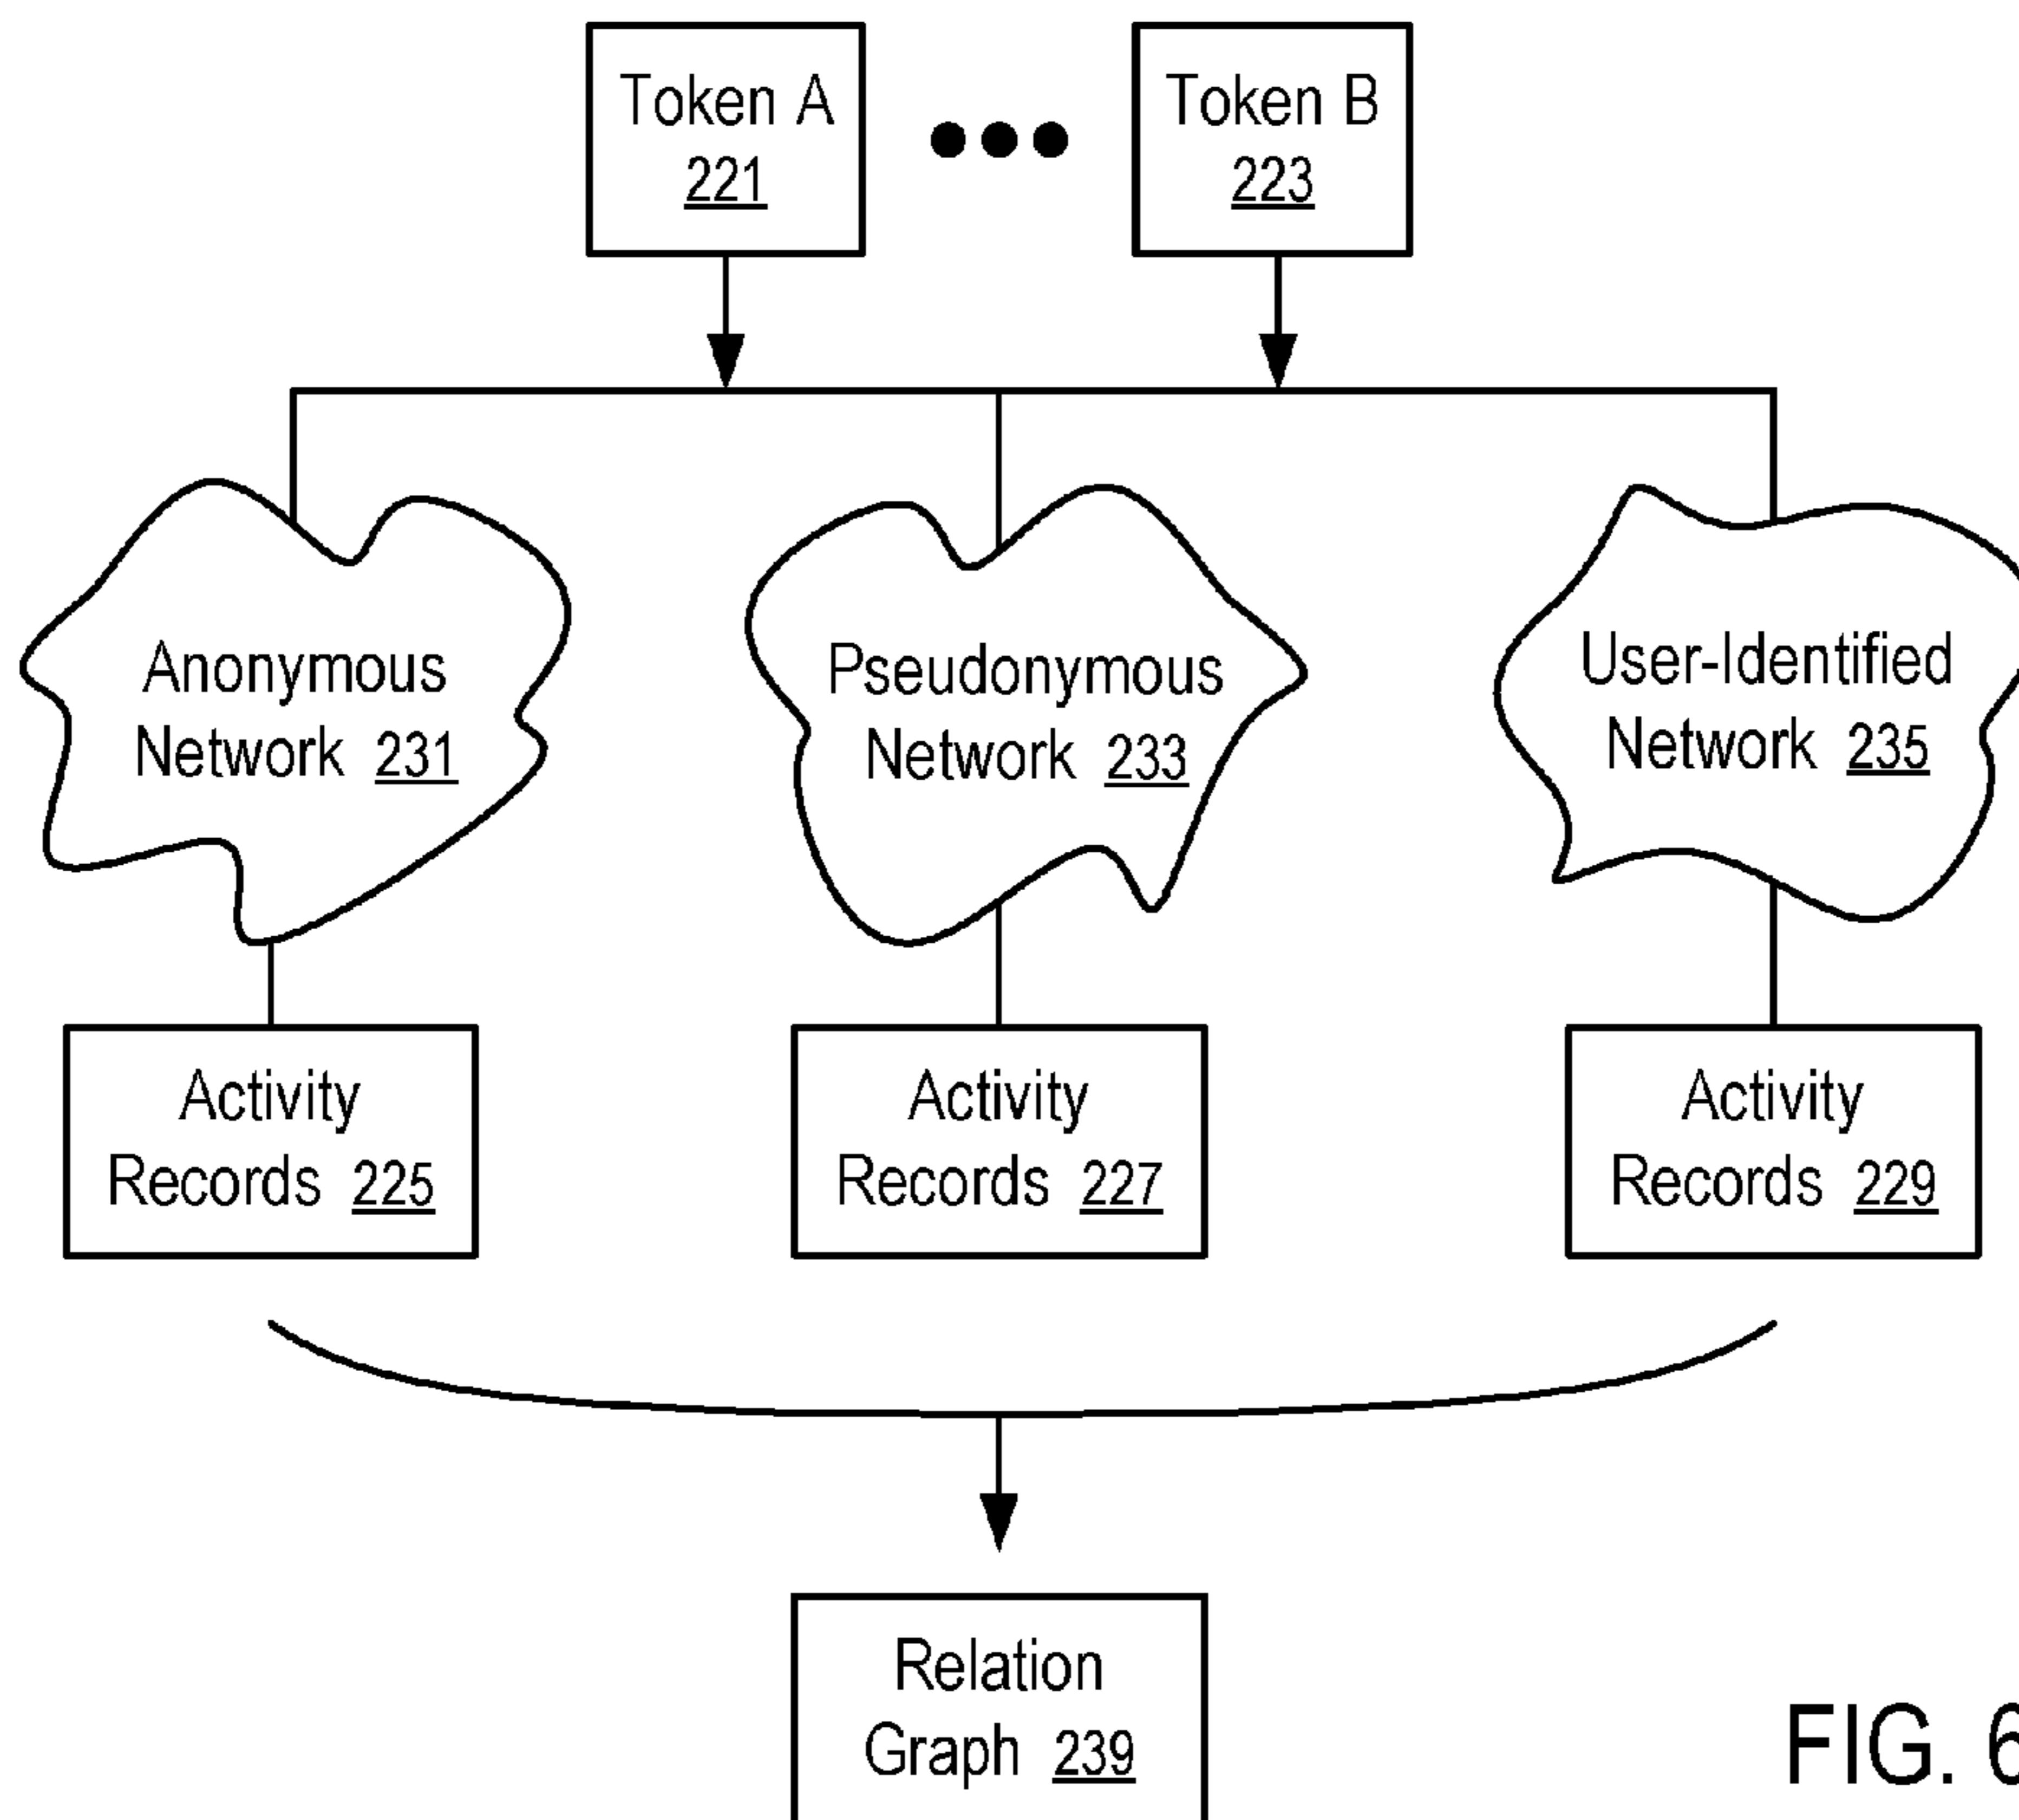 Token A
221
Token B
223
Anonymous
Network 231
Pseudonymous
Network 233
User-Identified
Network 235
Activity
Records 225
Activity
Records 227
Activity
Records 229
Relation
Graph 239
FIG. 6